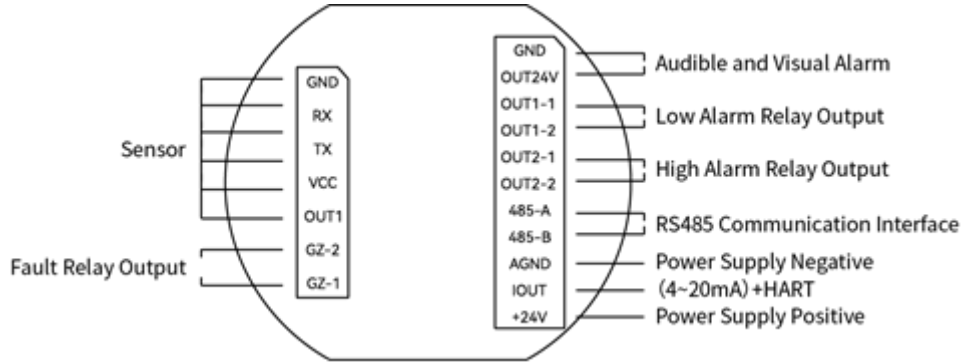 Sensor
Fault Relay Output
GND
RX
TX
VCC
OUT1
GZ-2
GZ-1
GND
OUT24V
OUT1-1
OUT1-2
OUT2-1
OUT2-2
485-A
485-B
AGND
IOUT
+24V
Audible and Visual Alarm
Low Alarm Relay Output
High Alarm Relay Output
RS485 Communication Interface
Power Supply Negative
(4~20mA)+HART
Power Supply Positive